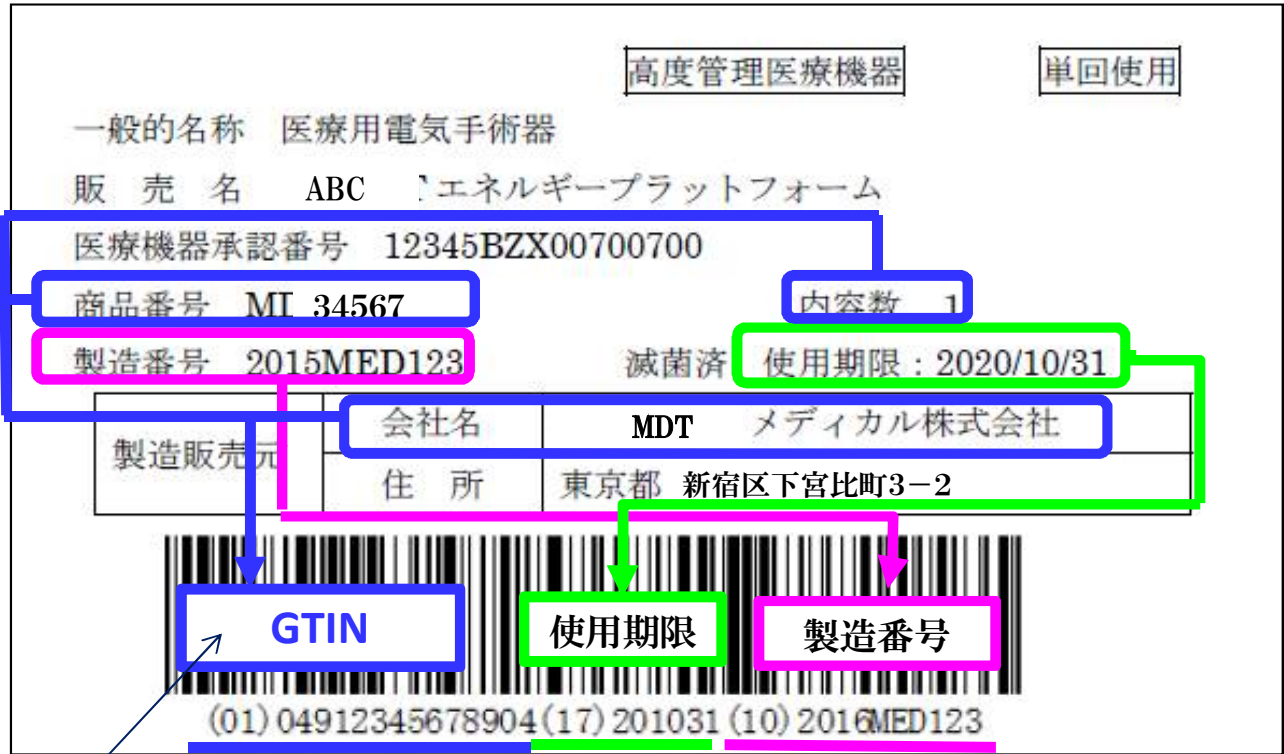 高度管理医療機器 単回使用
一般的名称 医療用電気手術器
販売名 ABC エネルギープラットフォーム
医療機器承認番号 12345BZX00700700
商品番号 MD 34567 内容数 1
製造番号 2015MED123 滅菌済 使用期限：2020/10/31
製造販売元 会社名 MDT メディカル株式会社
住所 東京都 新宿区下宮比町3－2
GTIN 使用期限 製造番号
(01)04912345678904(17)201031(10)2016MED123